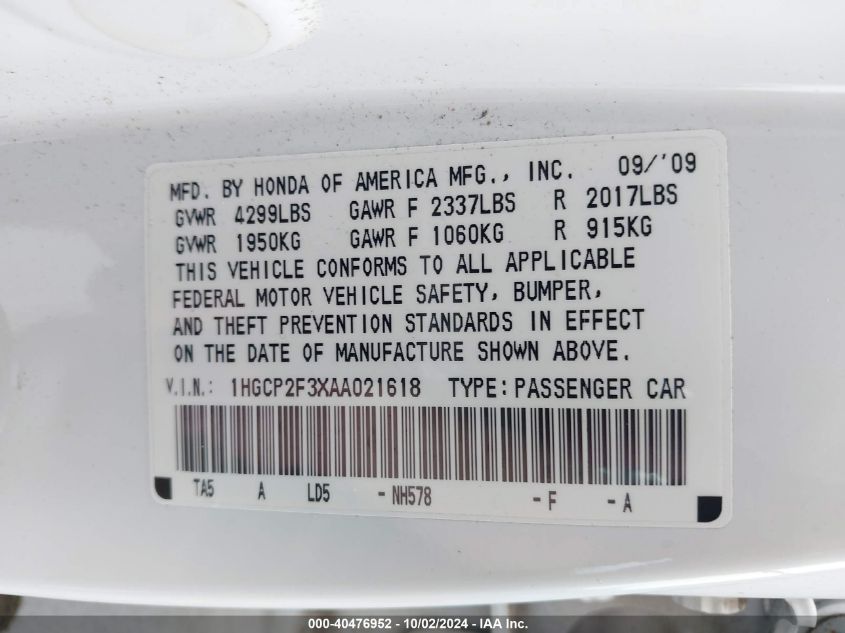 MFD. BY HONDA OF AMERICA MFG., INC. 09/'09
GVWR 4299LBS GAWR F 2337LBS R 2017LBS
GVWR 1950KG GAWR F 1060KG R 915KG
THIS VEHICLE CONFORMS TO ALL APPLICABLE
FEDERAL MOTOR VEHICLE SAFETY, BUMPER,
AND THEFT PREVENTION STANDARDS IN EFFECT
ON THE DATE OF MANUFACTURE SHOWN ABOVE.
V.I.N.: 1HGCP2F3XAA021618 TYPE: PASSENGER CAR
TA5 A LD5 - NH578 - F - A
000-40476952 - 10/02/2024 - IAA Inc.